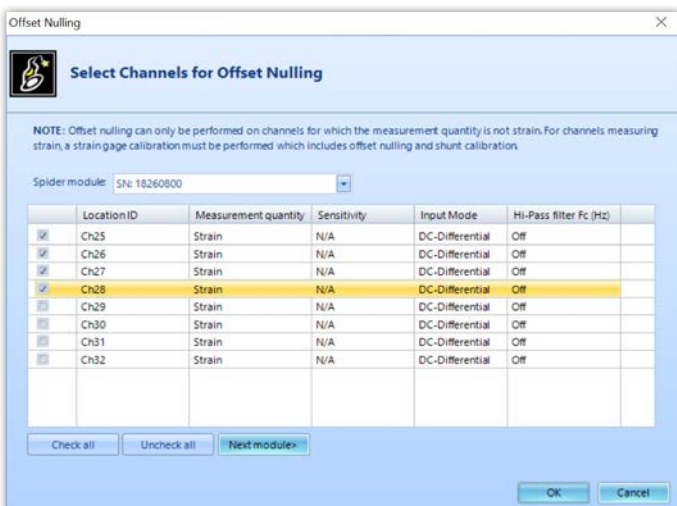 Offset Nulling
Select Channels for Offset Nulling
NOTE: Offset nulling can only be performed on channels for which the measurement quantity is not strain. For channels measuring
strain, a strain gage calibration must be performed which includes offset nulling and shunt calibration.
Spider module: SN: 18260800
Location ID Measurement quantity Sensitivity Input Mode Hi-Pass filter Fc (Hz)
Ch25 Strain N/A DC-Differential Off
Ch26 Strain N/A DC-Differential Off
Ch27 Strain N/A DC-Differential Off
Ch28 Strain N/A DC-Differential Off
Ch29 Strain N/A DC-Differential Off
Ch30 Strain N/A DC-Differential Off
Ch31 Strain N/A DC-Differential Off
Ch32 Strain N/A DC-Differential Off
Check all Uncheck all Next module>
OK Cancel